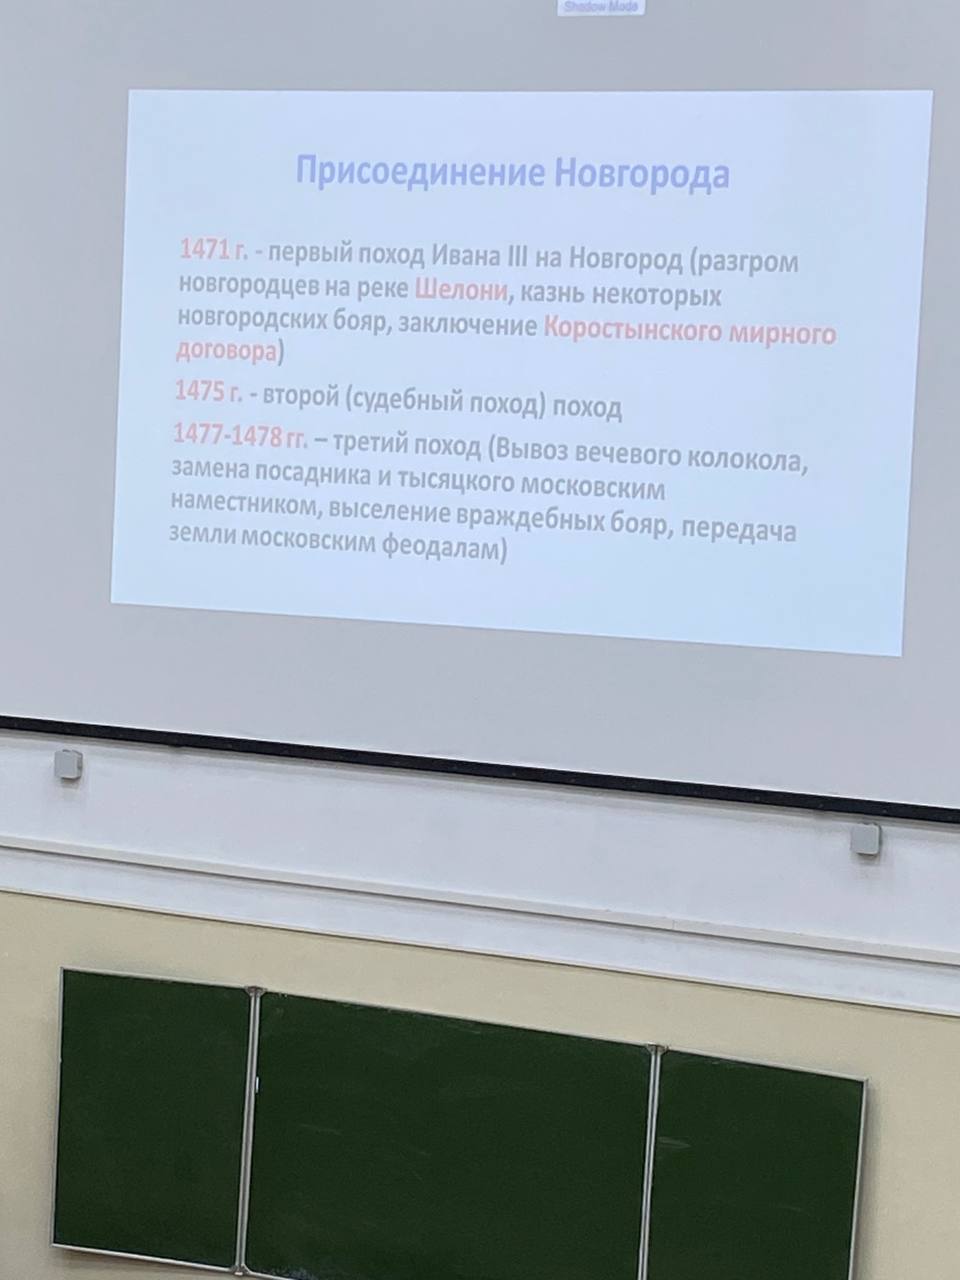 Shadow Mode
Присоединение Новгорода
1471 г. - первый поход Ивана III на Новгород (разгром
новгородцев на реке Шелони, казнь некоторых
новгородских бояр, заключение Коростынского мирного
договора)
1475 г. - второй (судебный поход) поход
1477-1478 гг. – третий поход (Вывоз вечевого колокола,
замена посадника и тысяцкого московским
наместником, выселение враждебных бояр, передача
земли московским феодалам)